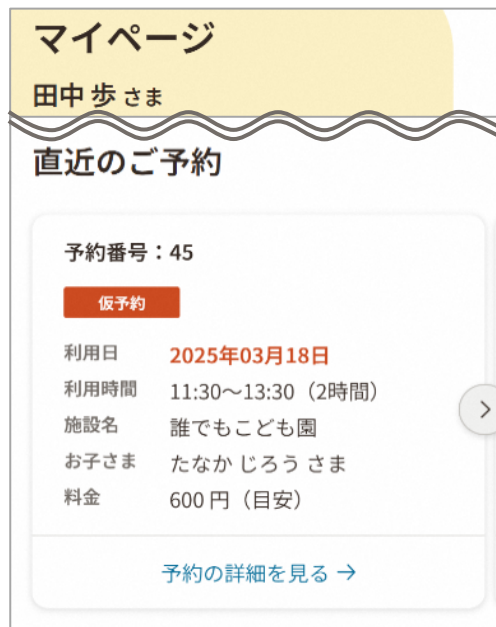 マイページ
田中 歩 さま
直近のご予約
予約番号：45
仮予約
利用日 2025年03月18日
利用時間 11:30～13:30（2時間）
施設名 誰でもこども園
お子さま たなか じろう さま
料金 600 円（目安）
予約の詳細を見る →